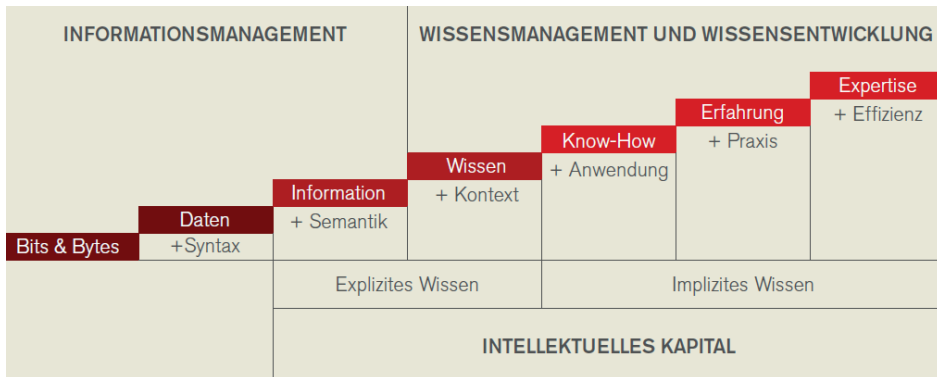 INFORMATIONSMANAGEMENT
WISSENSMANAGEMENT UND WISSENSENTWICKLUNG
Expertise
+ Effizienz
Erfahrung
+ Praxis
Know-How
+ Anwendung
Wissen
+ Kontext
Information
+ Semantik
Daten
+Syntax
Bits & Bytes
Explizites Wissen
Implizites Wissen
INTELLEKTUELLES KAPITAL